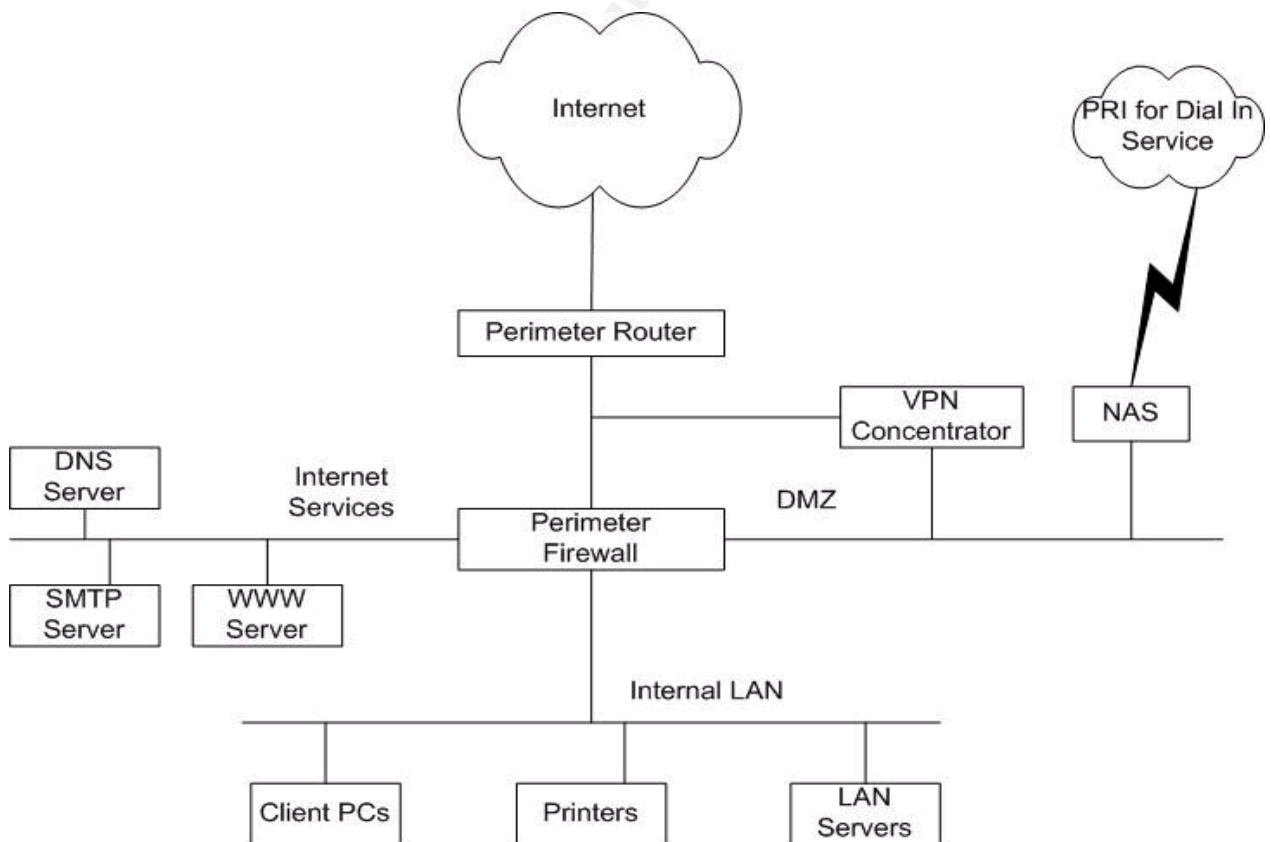 Internet
PRI for Dial In
Service
Perimeter Router
VPN
Concentrator
NAS
DNS
Server
Internet
Services
DMZ
Perimeter
Firewall
SMTP
Server
WWW
Server
Internal LAN
Client PCs
Printers
LAN
Servers